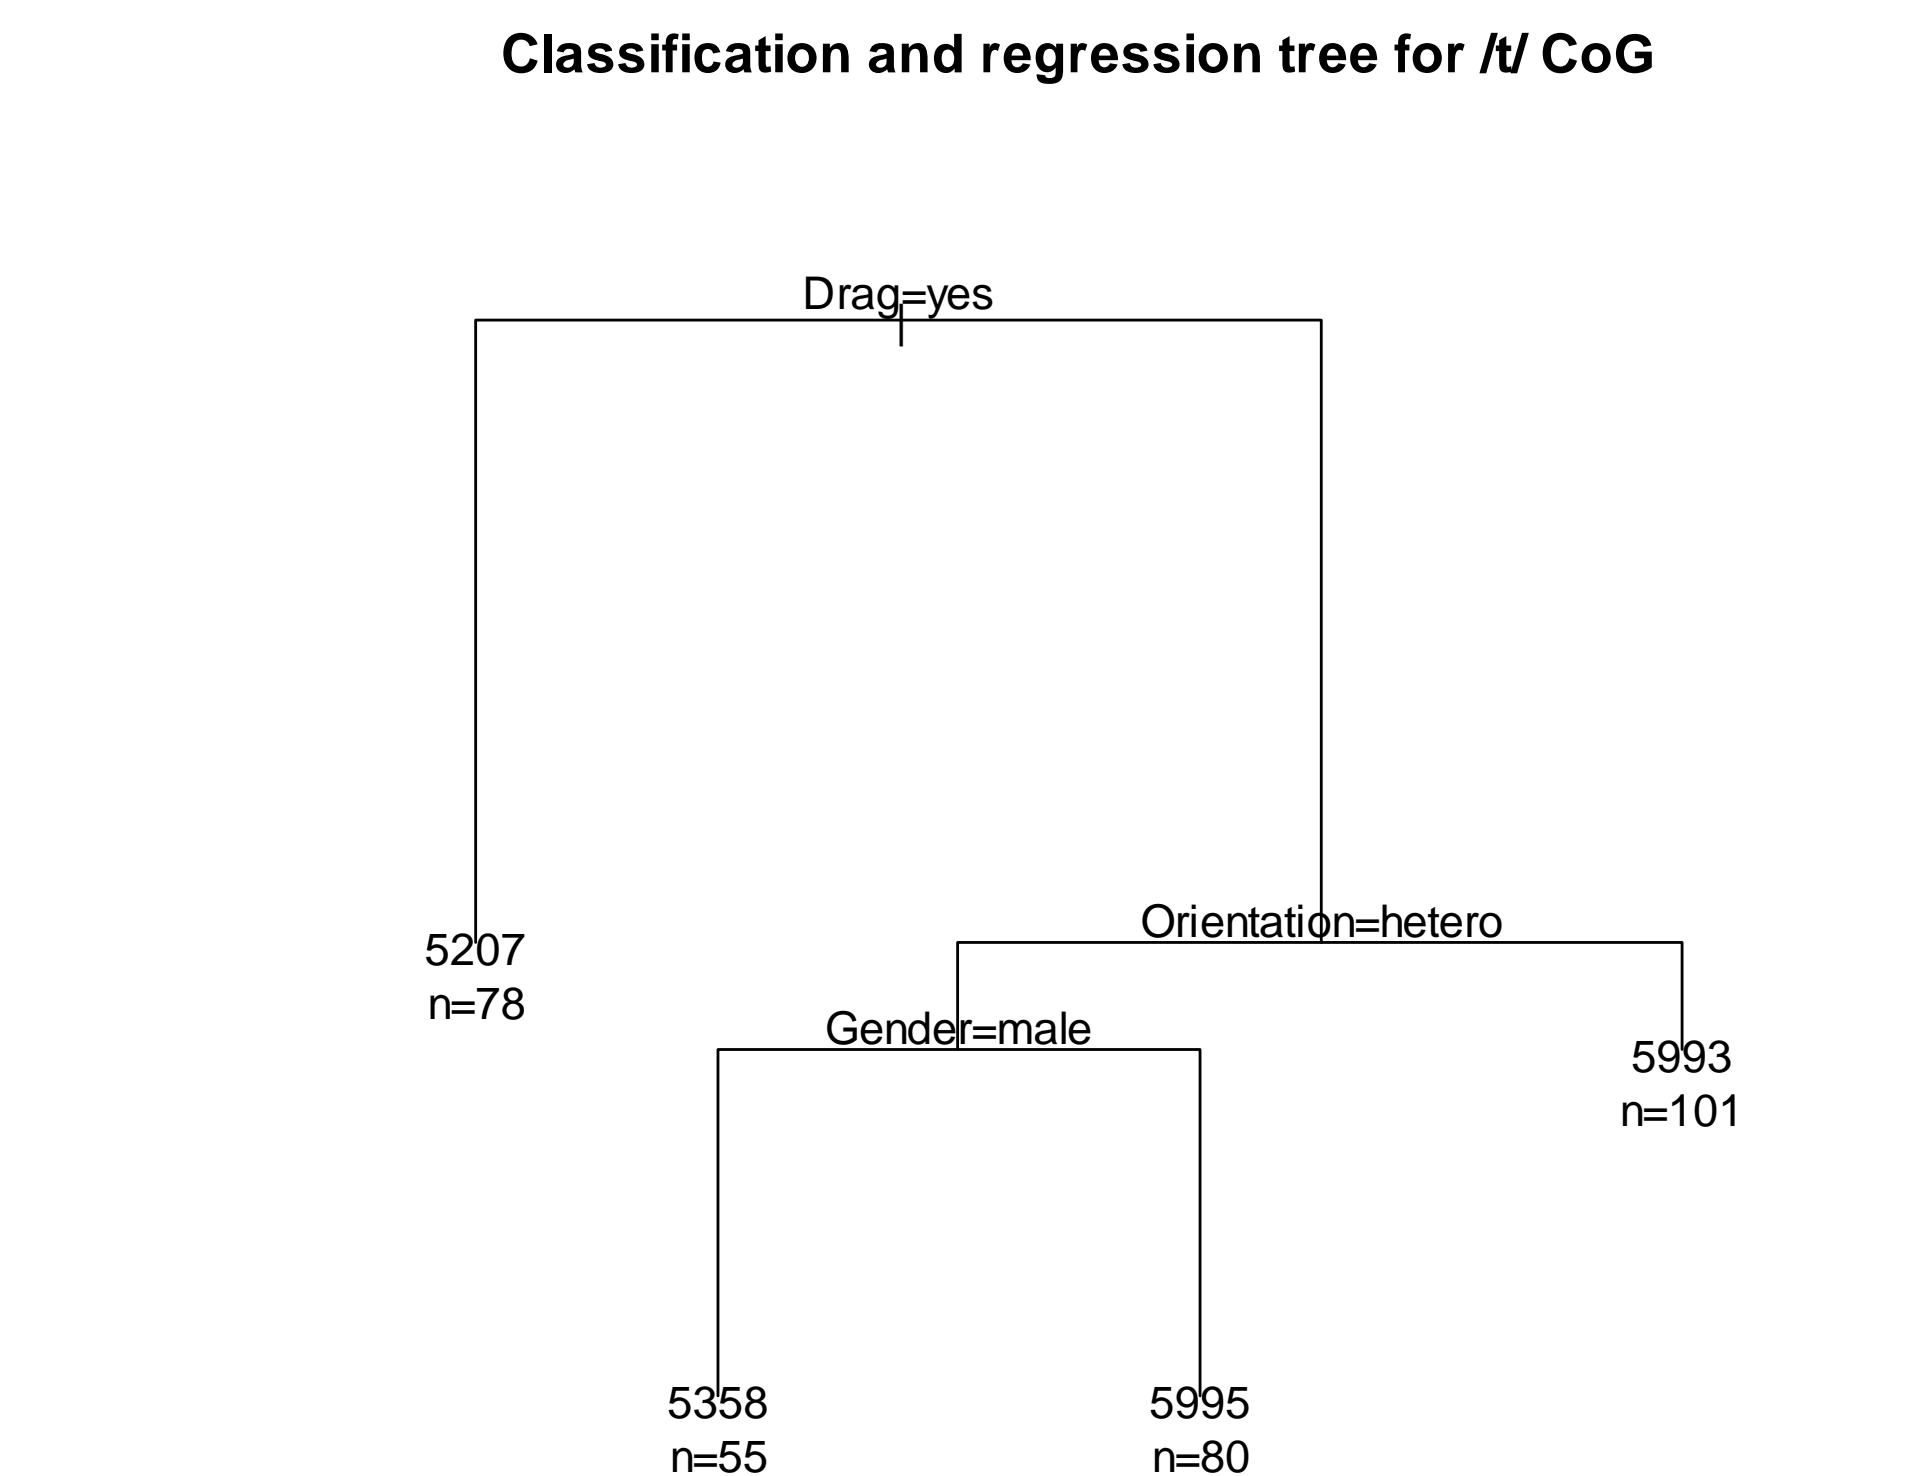 Classification and regression tree for /t/ CoG
Drag=yes
Orientation=hetero
5207
n=78
Gender=male
5993
n=101
5358
n=55
5995
n=80